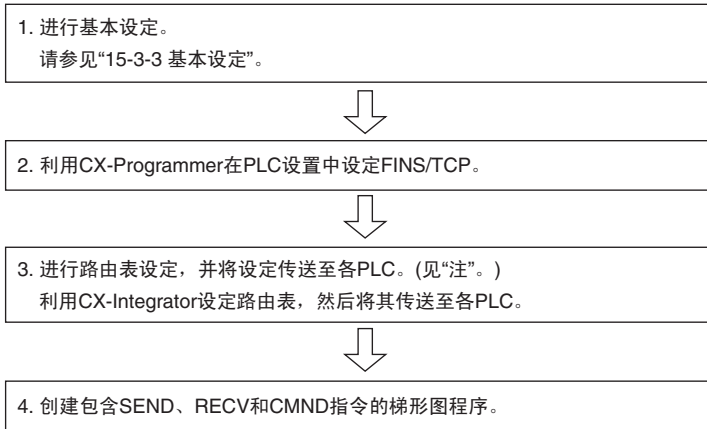 1. 进行基本设定。
请参见“15-3-3 基本设定”。
2. 利用CX-Programmer在PLC设置中设定FINS/TCP。
3. 进行路由表设定，并将设定传送至各PLC。(见“注”。)
利用CX-Integrator设定路由表，然后将其传送至各PLC。
4. 创建包含SEND、RECV和CMND指令的梯形图程序。